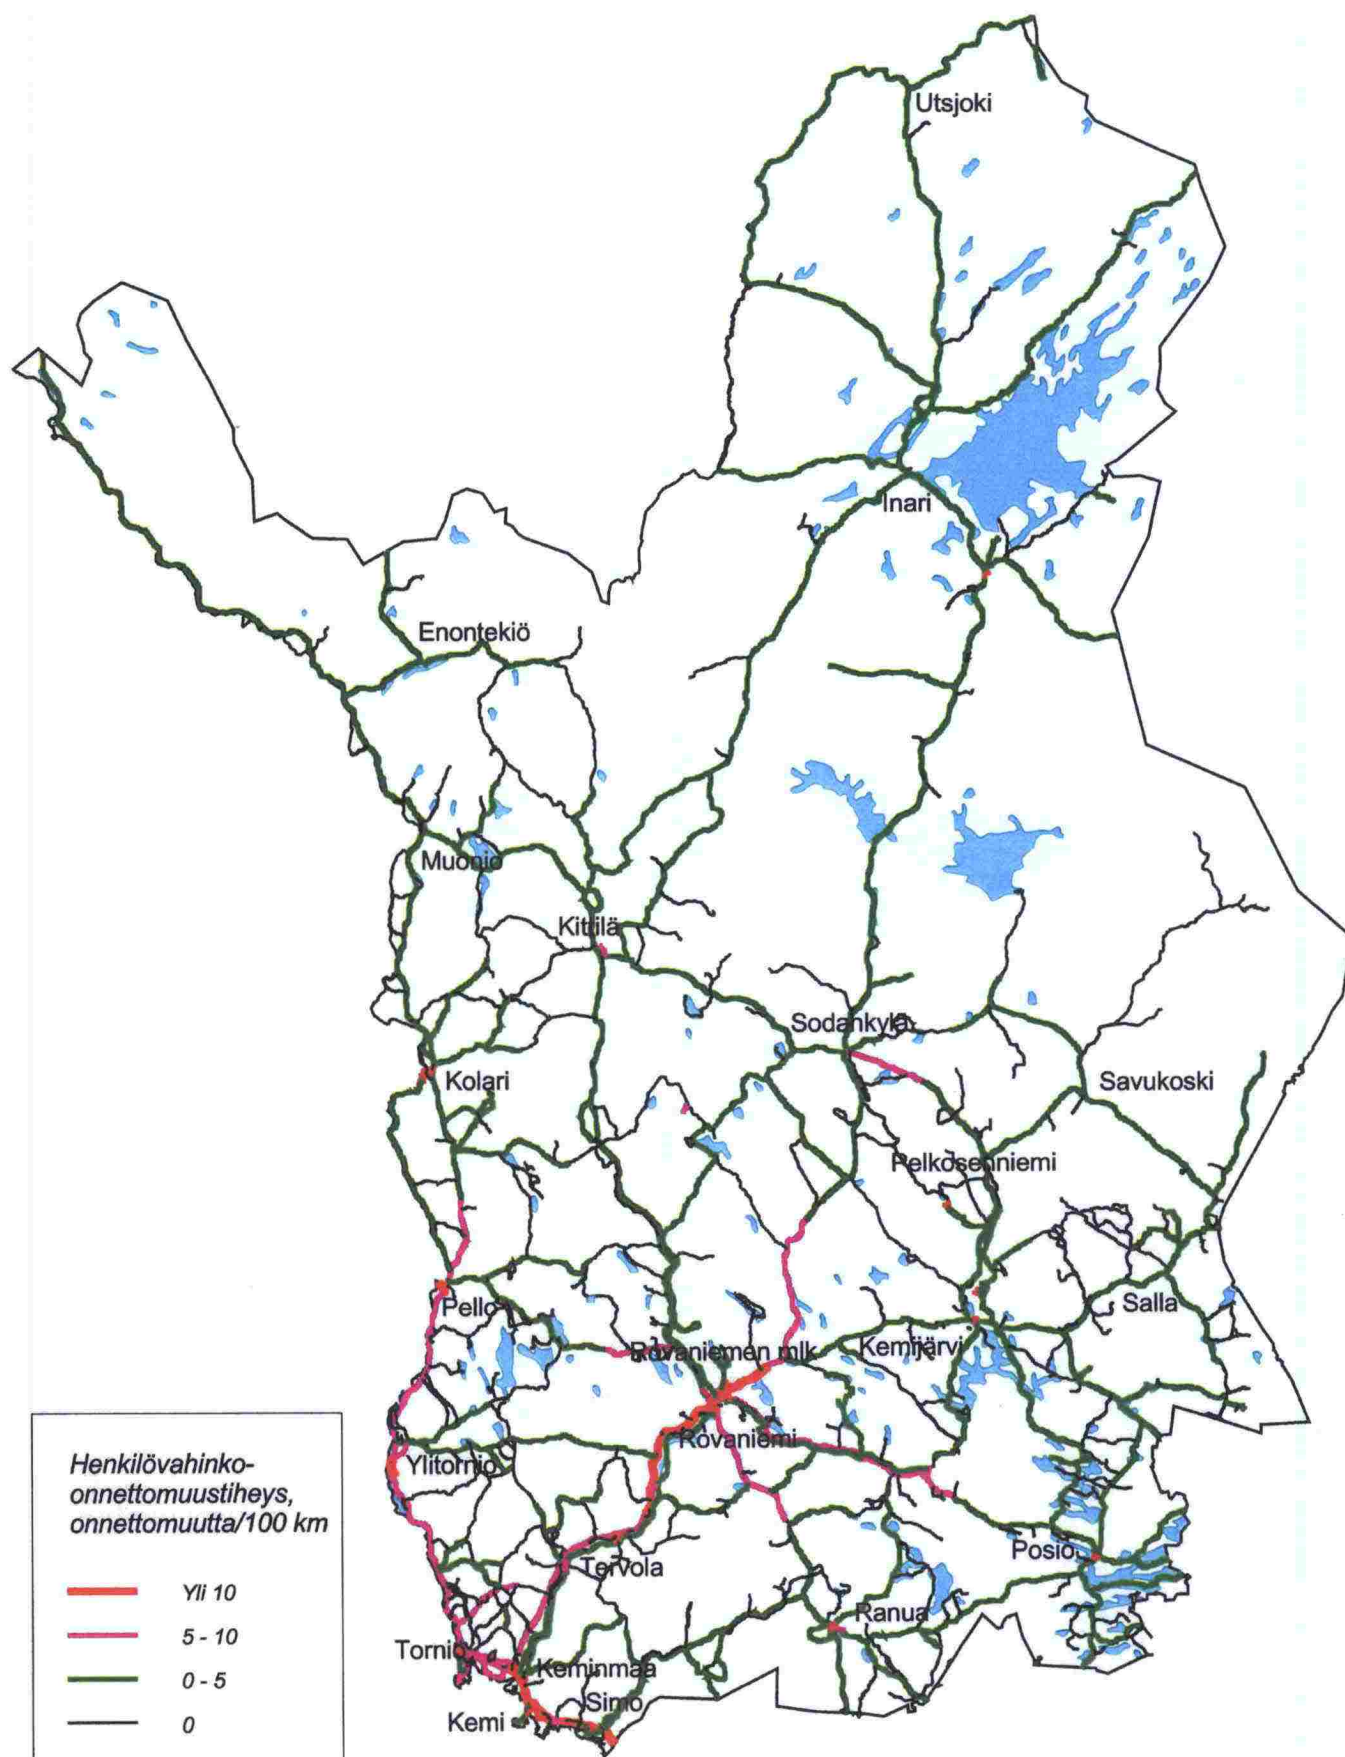 Utsjoki
Inari
Enontekiö
Muonio
Kittilä
Sodankylä
Kolari
Savukoski
Pelkosenniemi
Pello
Salla
Rovaniemen mlk
Kemijärvi
Rovaniemi
Ylitornio
Posio
Tervola
Ranua
Tornio
Keminmaa
Simo
Kemi
Henkilövahinko-
onnettomuustiheys,
onnettomuutta/100 km
Yli 10
5 - 10
0 - 5
0